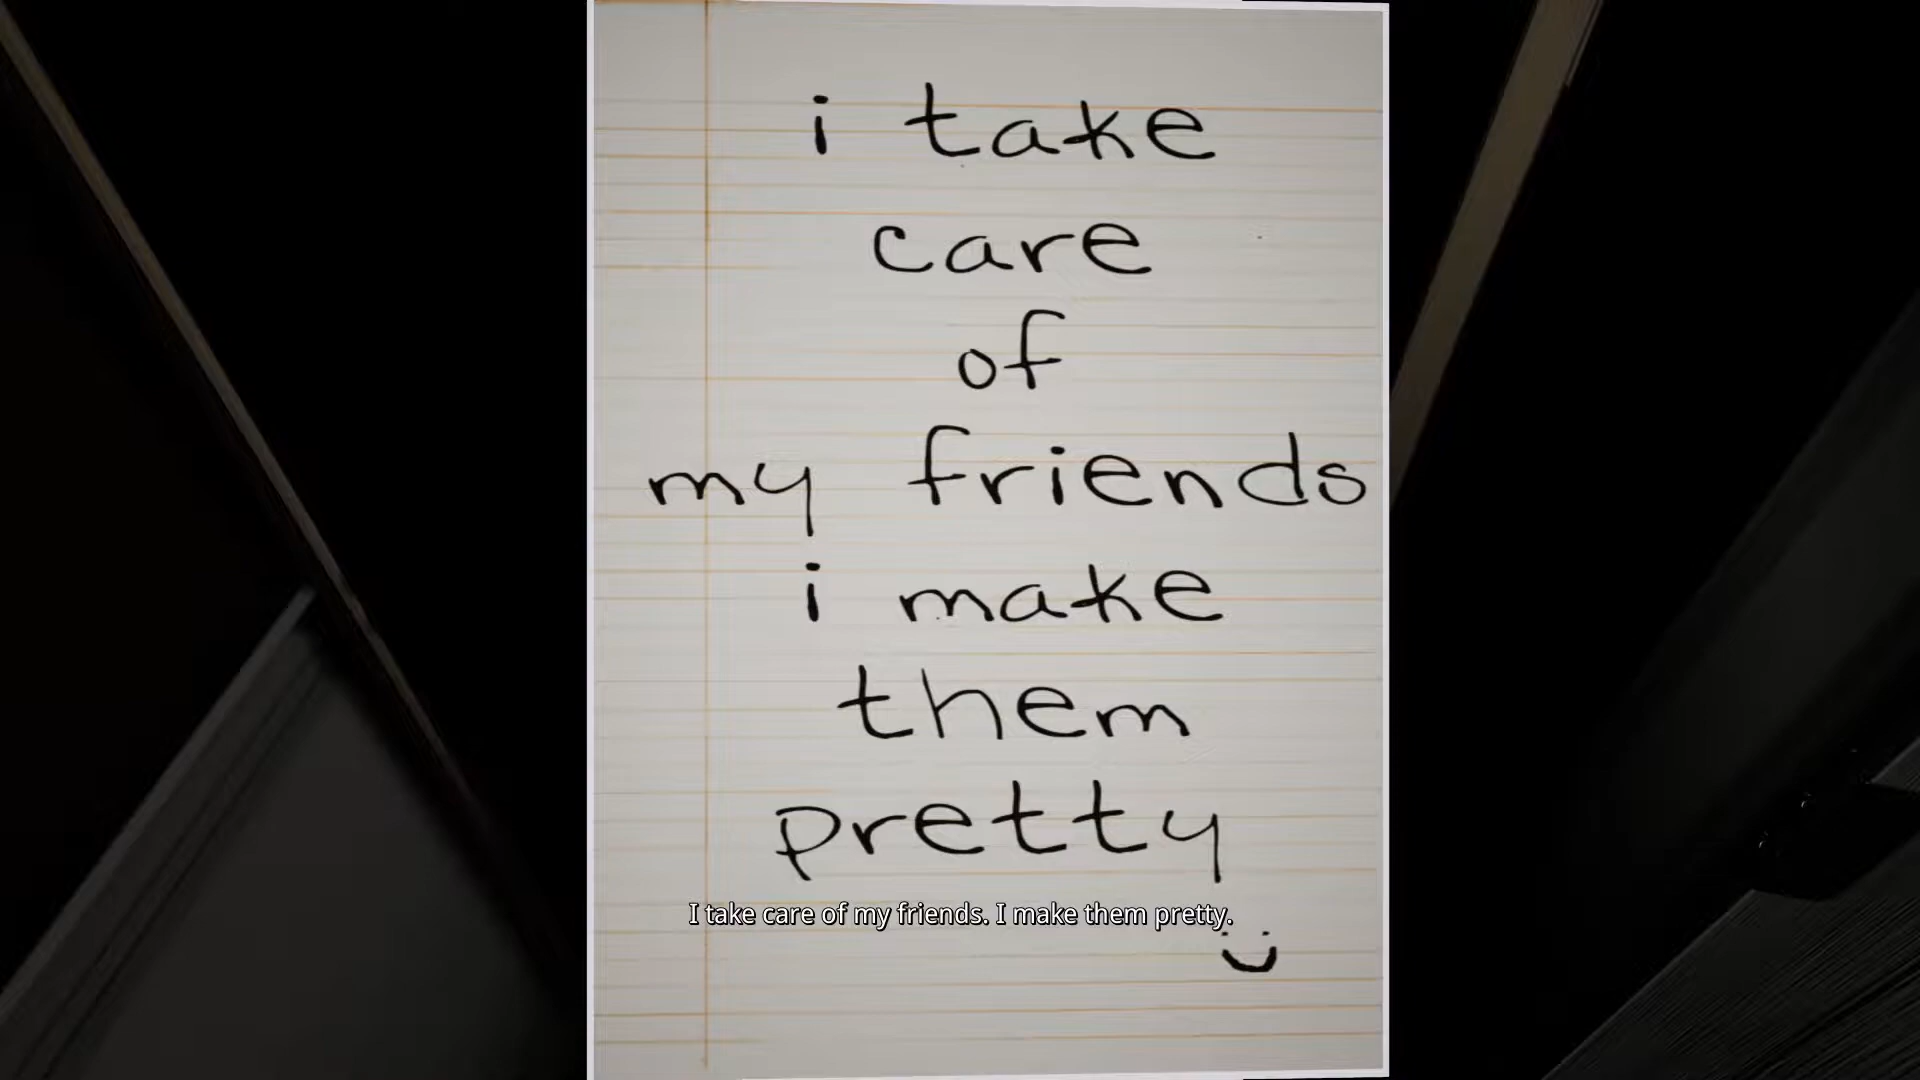 i take
care
of
my friends
i make
them
pretty
I take care of my friends. I make them pretty.